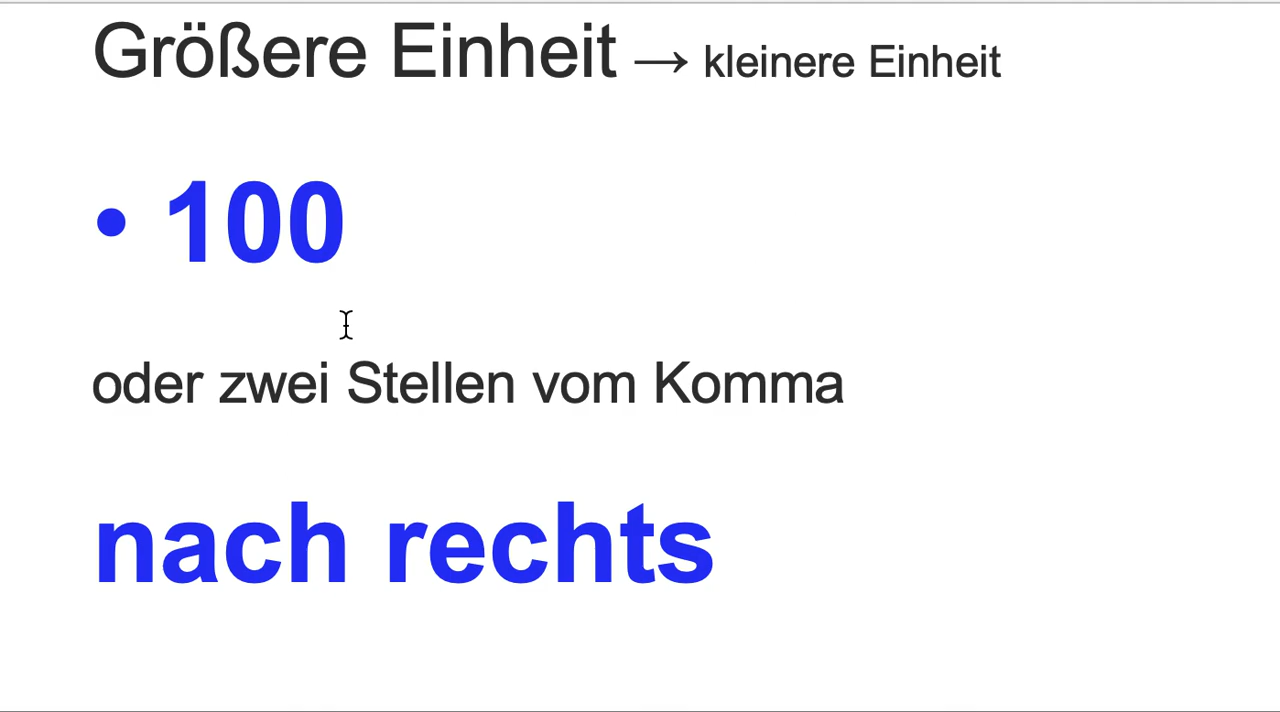 Größere Einheit → kleinere Einheit
• 100
oder zwei Stellen vom Komma
nach rechts